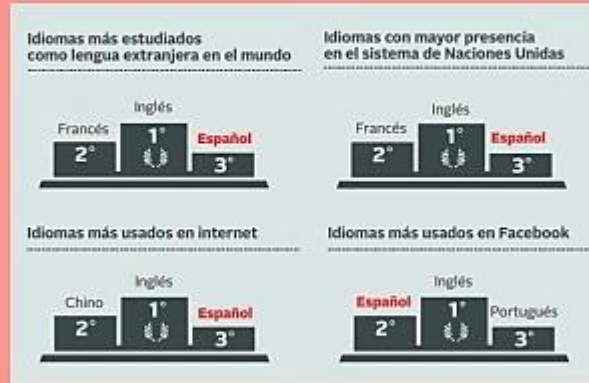 Idiomas más estudiados
como lengua extranjera en el mundo
Inglés
Francés
1°
Español
2°
3°
Idiomas con mayor presencia
en el sistema de Naciones Unidas
Inglés
Francés
1°
Español
2°
3°
Idiomas más usados en internet
Inglés
Chino
1°
Español
2°
3°
Idiomas más usados en Facebook
Inglés
Español
1°
Portugués
2°
3°